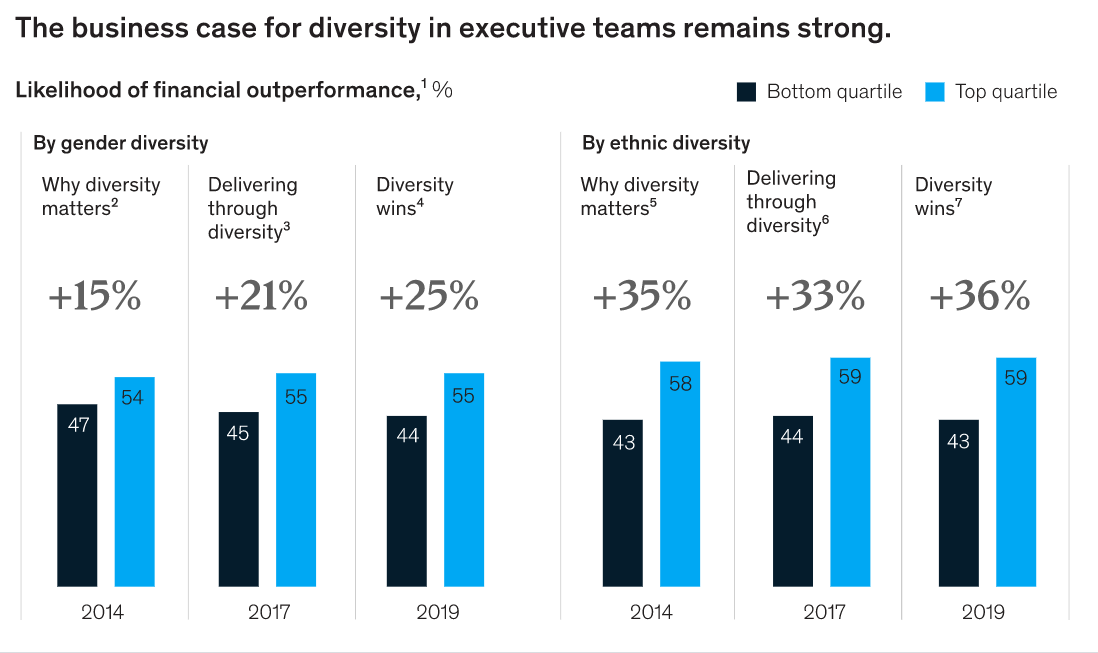 The business case for diversity in executive teams remains strong.
Likelihood of financial outperformance,¹ %
Bottom quartile
Top quartile
By gender diversity
Why diversity
matters²
+15%
47
54
2014
Delivering
through
diversity³
+21%
45
55
2017
Diversity
wins⁴
+25%
44
55
2019
By ethnic diversity
Why diversity
matters⁵
+35%
43
58
2014
Delivering
through
diversity⁶
+33%
44
59
2017
Diversity
wins⁷
+36%
43
59
2019